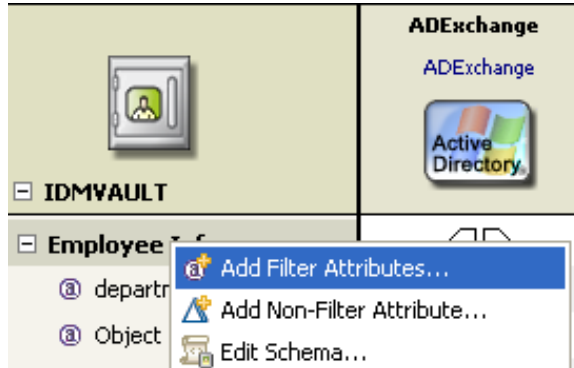 ADExchange
ADExchange
Active
Directory
IDMVAULT
Employee
Add Filter Attributes...
Add Non-Filter Attribute...
Object
Edit Schema...